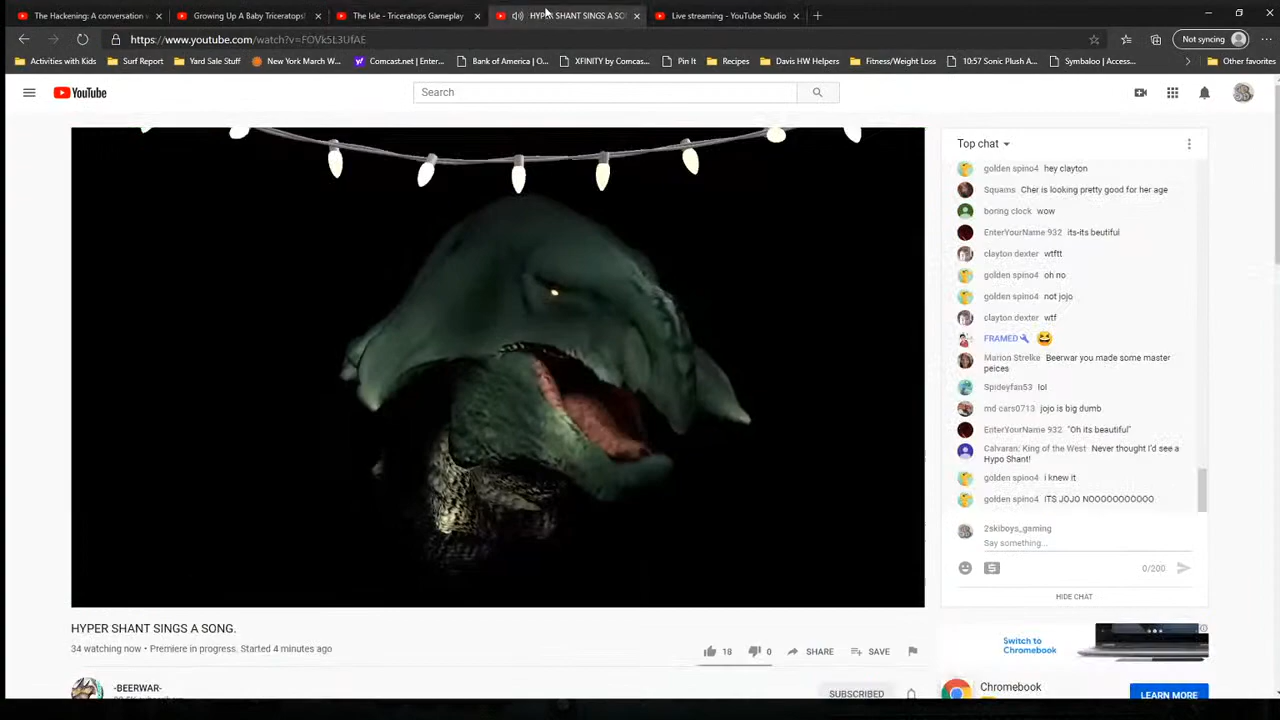 The Hackening: A conversation w
Growing Up A Baby Triceratops!
The Isle - Triceratops Gameplay
HYPER SHANT SINGS A SO
Live streaming - YouTube Studio
https://www.youtube.com/watch?v=FOVk5L3UfAE
Not syncing
Activities with Kids
Surf Report
Yard Sale Stuff
New York March W...
Comcast.net | Enter...
Bank of America | O...
XFINITY by Comcas...
Pin It
Recipes
Davis HW Helpers
Fitness/Weight Loss
10:57 Sonic Plush A...
Symbaloo | Access...
Other favorites
YouTube
Search
Top chat
golden spino4 hey clayton
Squams Cher is looking pretty good for her age
boring clock wow
EnterYourName 932 its-its beutiful
clayton dexter wtftt
golden spino4 oh no
golden spino4 not jojo
clayton dexter wtf
FRAMED
Marion Strelke Beerwar you made some master
peices
Spideyfan53 lol
md cars0713 jojo is big dumb
EnterYourName 932 "Oh its beautiful"
Calvaran: King of the West Never thought I'd see a
Hypo Shant!
golden spino4 i knew it
golden spino4 ITS JOJO NOOOOOOOOOOO
2skiboys_gaming
Say something...
0/200
HIDE CHAT
HYPER SHANT SINGS A SONG.
34 watching now • Premiere in progress. Started 4 minutes ago
18
0
SHARE
SAVE
Switch to
Chromebook
-BEERWAR-
SUBSCRIBED
Chromebook
LEARN MORE